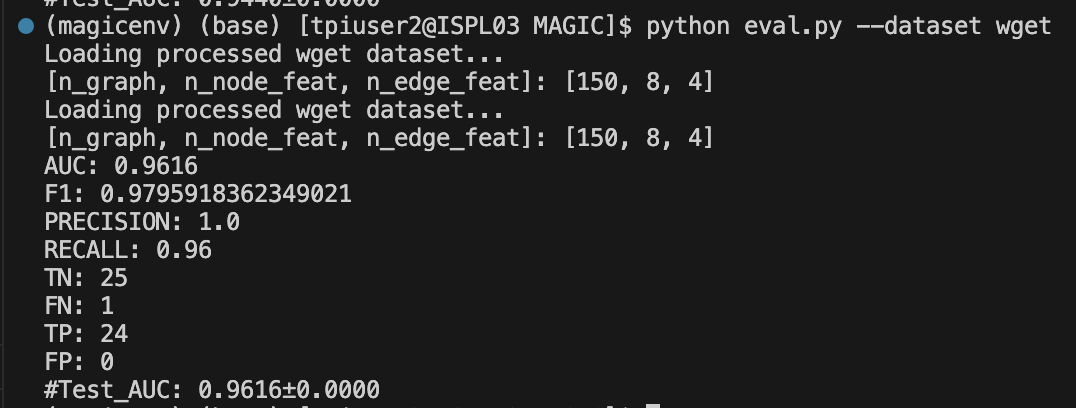 #Test_AUC: 0.9440±0.0000
(magicenv) (base) [tpiuser2@ISPL03 MAGIC]$ python eval.py --dataset wget
Loading processed wget dataset...
[n_graph, n_node_feat, n_edge_feat]: [150, 8, 4]
Loading processed wget dataset...
[n_graph, n_node_feat, n_edge_feat]: [150, 8, 4]
AUC: 0.9616
F1: 0.9795918362349021
PRECISION: 1.0
RECALL: 0.96
TN: 25
FN: 1
TP: 24
FP: 0
#Test_AUC: 0.9616±0.0000